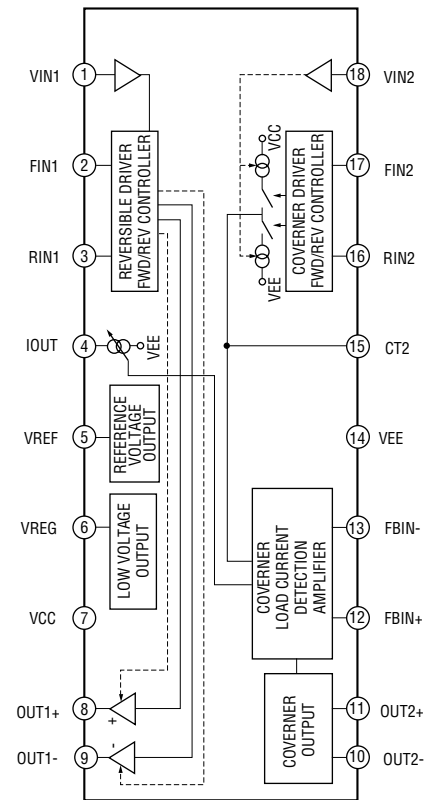 VIN1
1
FIN1
2
RIN1
3
IOUT
4
VREF
5
VREG
6
VCC
7
OUT1+
8
OUT1-
9
REVERSIBLE DRIVER
FWD/REV CONTROLLER
VEE
REFERENCE
VOLTAGE
OUTPUT
LOW VOLTAGE
OUTPUT
+
-
VCC
VEE
COVERNER DRIVER
FWD/REV CONTROLLER
COVERNER
LOAD CURRENT
DETECTION
AMPLIFIER
COVERNER
OUTPUT
18
VIN2
17
FIN2
16
RIN2
15
CT2
14
VEE
13
FBIN-
12
FBIN+
11
OUT2+
10
OUT2-